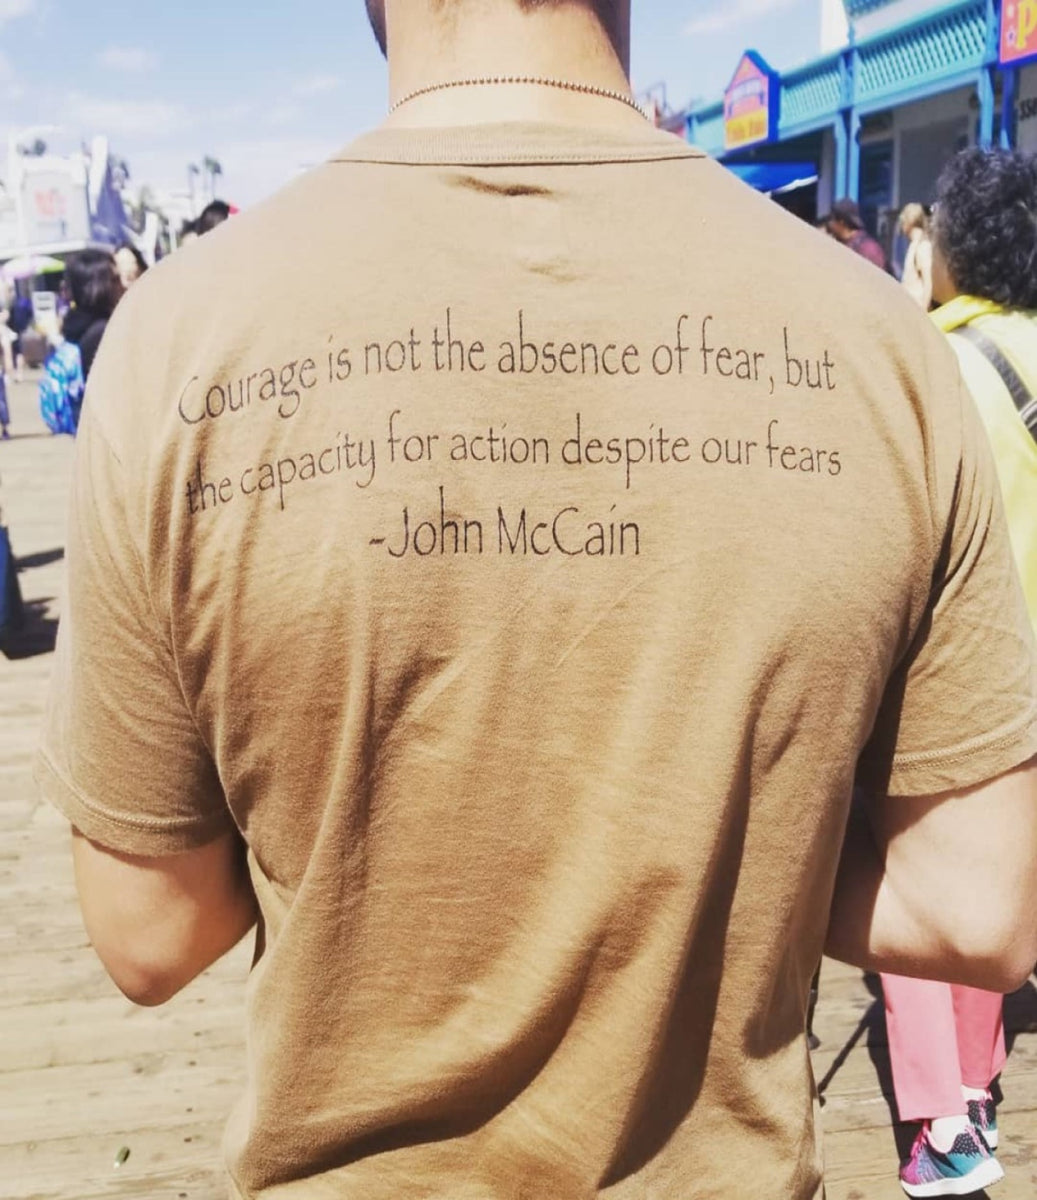 Courage is not the absence of fear, but
the capacity for action despite our fears
-John McCain